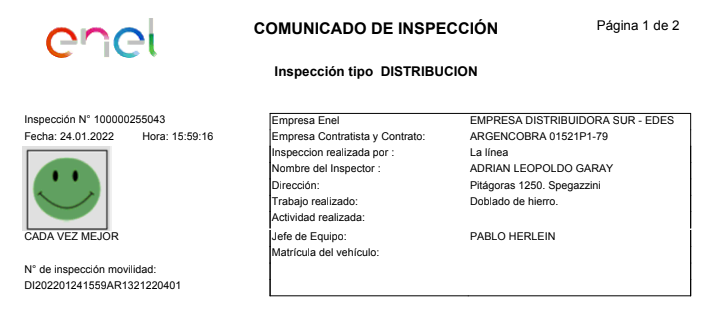 enel
COMUNICADO DE INSPECCIÓN
Página 1 de 2
Inspección tipo DISTRIBUCION
Inspección N° 100000255043
Fecha: 24.01.2022 Hora: 15:59:16
CADA VEZ MEJOR
N° de inspección movilidad:
DI202201241559AR1321220401
Empresa Enel EMPRESA DISTRIBUIDORA SUR - EDES
Empresa Contratista y Contrato: ARGENCOBRA 01521P1-79
Inspeccion realizada por : La línea
Nombre del Inspector : ADRIAN LEOPOLDO GARAY
Dirección: Pitágoras 1250. Spegazzini
Trabajo realizado: Doblado de hierro.
Actividad realizada:
Jefe de Equipo: PABLO HERLEIN
Matrícula del vehículo: